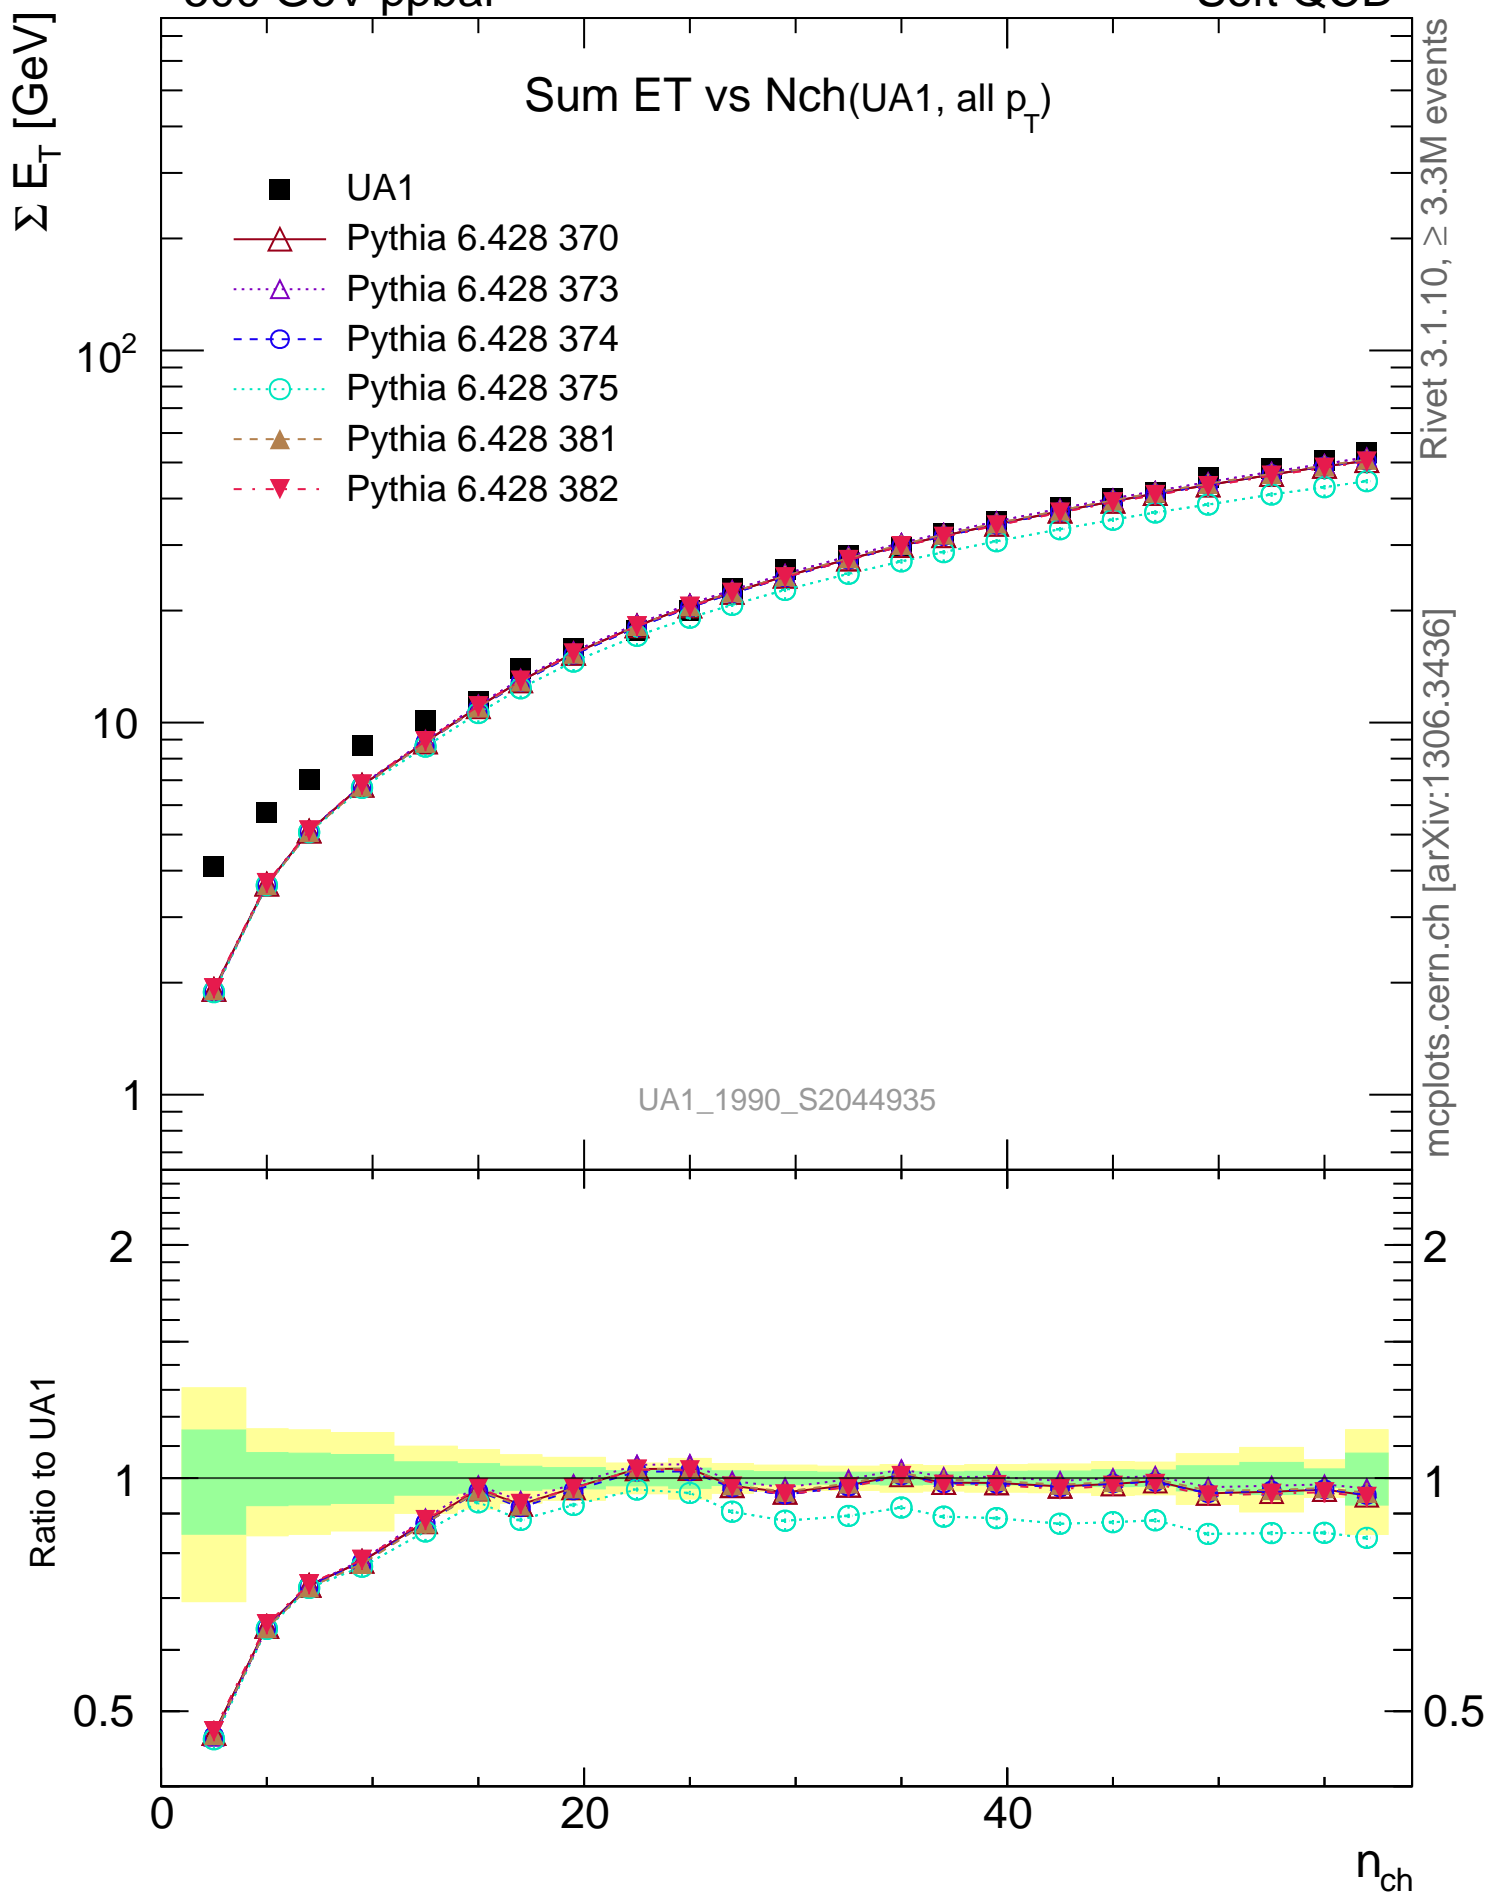 Σ E_T [GeV]
Sum ET vs Nch(UA1, all p_T)
UA1
Pythia 6.428 370
Pythia 6.428 373
Pythia 6.428 374
Pythia 6.428 375
Pythia 6.428 381
Pythia 6.428 382
10²
10
1
UA1_1990_S2044935
Rivet 3.1.10, ≥ 3.3M events
mcplots.cern.ch [arXiv:1306.3436]
Ratio to UA1
2
1
0.5
2
1
0.5
0
20
40
n_ch